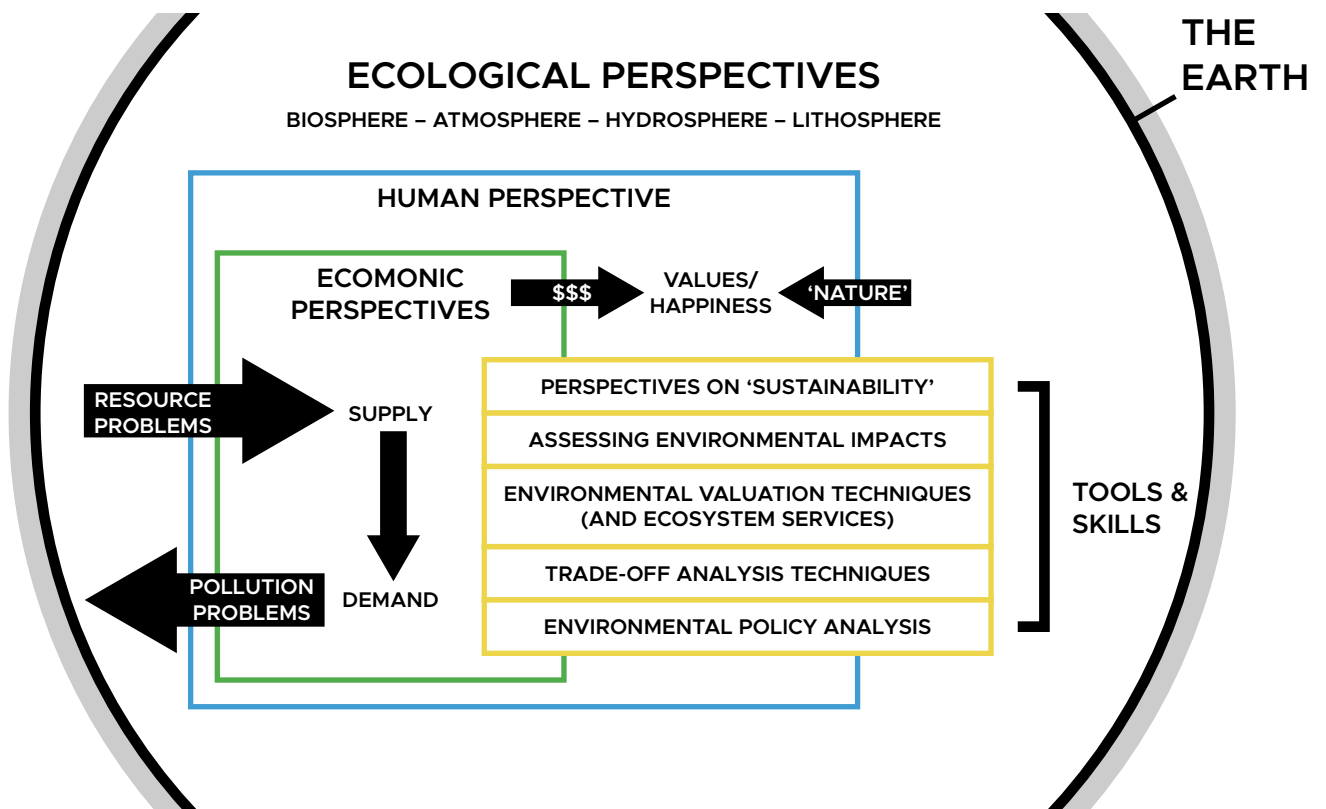 THE
EARTH
ECOLOGICAL PERSPECTIVES
BIOSPHERE – ATMOSPHERE – HYDROSPHERE – LITHOSPHERE
HUMAN PERSPECTIVE
ECOMONIC
PERSPECTIVES
$$$
VALUES/
HAPPINESS
‘NATURE’
RESOURCE
PROBLEMS
SUPPLY
POLLUTION
PROBLEMS
DEMAND
PERSPECTIVES ON ‘SUSTAINABILITY’
ASSESSING ENVIRONMENTAL IMPACTS
ENVIRONMENTAL VALUATION TECHNIQUES
(AND ECOSYSTEM SERVICES)
TRADE-OFF ANALYSIS TECHNIQUES
ENVIRONMENTAL POLICY ANALYSIS
TOOLS &
SKILLS